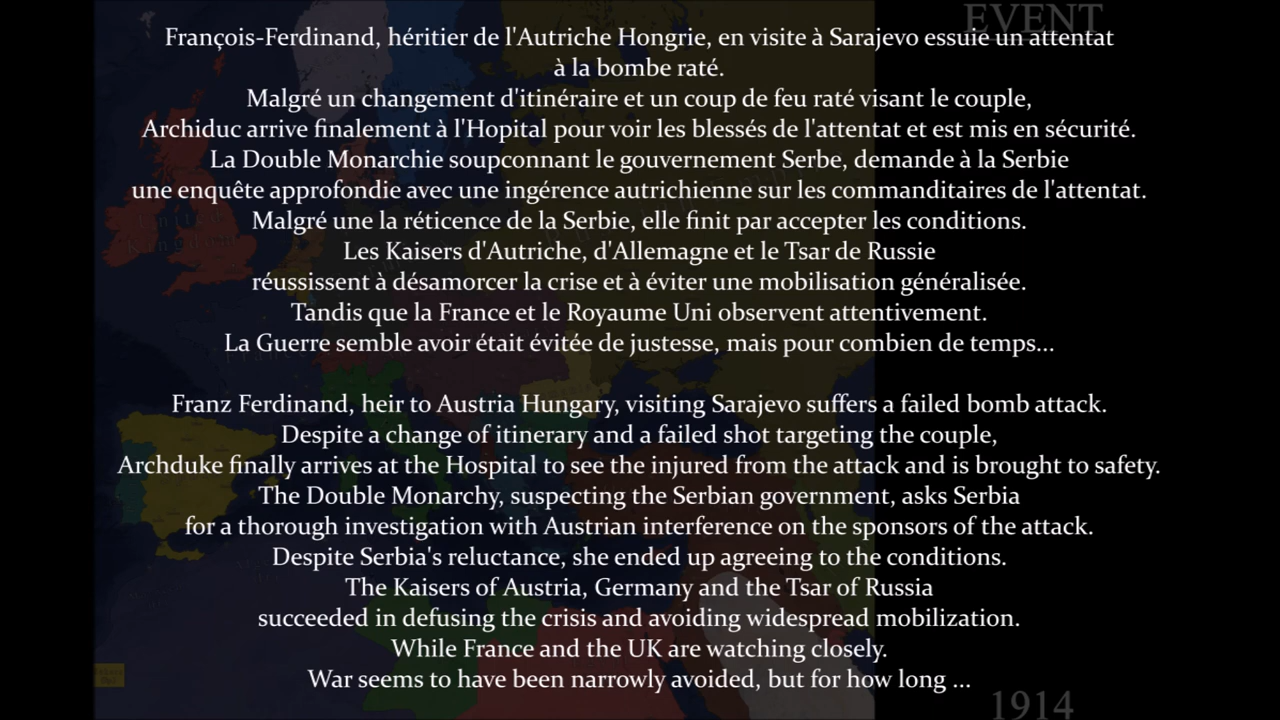 EVENT
François-Ferdinand, héritier de l'Autriche Hongrie, en visite à Sarajevo essuie un attentat
à la bombe raté.
Malgré un changement d'itinéraire et un coup de feu raté visant le couple,
Archiduc arrive finalement à l'Hopital pour voir les blessés de l'attentat et est mis en sécurité.
La Double Monarchie soupconnant le gouvernement Serbe, demande à la Serbie
une enquête approfondie avec une ingérence autrichienne sur les commanditaires de l'attentat.
Malgré une la réticence de la Serbie, elle finit par accepter les conditions.
Les Kaisers d'Autriche, d'Allemagne et le Tsar de Russie
réussissent à désamorcer la crise et à éviter une mobilisation généralisée.
Tandis que la France et le Royaume Uni observent attentivement.
La Guerre semble avoir était évitée de justesse, mais pour combien de temps...
Franz Ferdinand, heir to Austria Hungary, visiting Sarajevo suffers a failed bomb attack.
Despite a change of itinerary and a failed shot targeting the couple,
Archduke finally arrives at the Hospital to see the injured from the attack and is brought to safety.
The Double Monarchy, suspecting the Serbian government, asks Serbia
for a thorough investigation with Austrian interference on the sponsors of the attack.
Despite Serbia's reluctance, she ended up agreeing to the conditions.
The Kaisers of Austria, Germany and the Tsar of Russia
succeeded in defusing the crisis and avoiding widespread mobilization.
While France and the UK are watching closely.
War seems to have been narrowly avoided, but for how long ...
1914
United
Kingdom